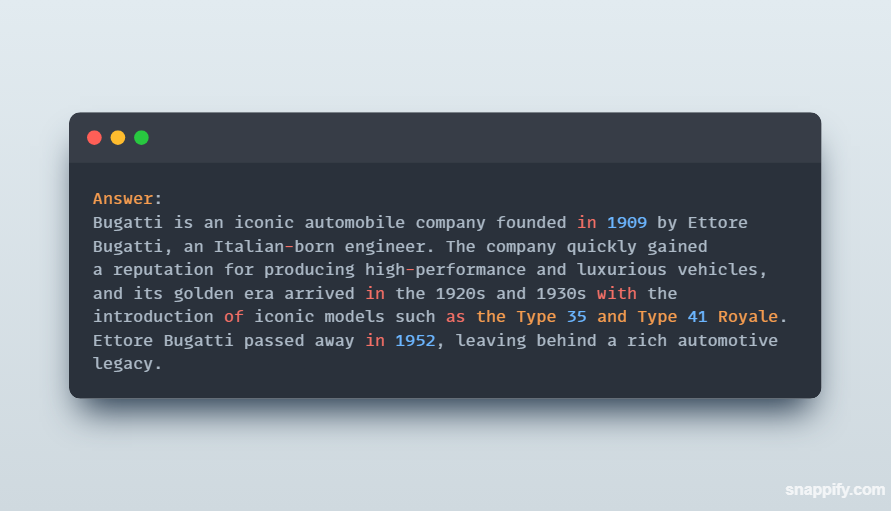 Answer:
Bugatti is an iconic automobile company founded in 1909 by Ettore
Bugatti, an Italian-born engineer. The company quickly gained
a reputation for producing high-performance and luxurious vehicles,
and its golden era arrived in the 1920s and 1930s with the
introduction of iconic models such as the Type 35 and Type 41 Royale.
Ettore Bugatti passed away in 1952, leaving behind a rich automotive
legacy.
snappify.com